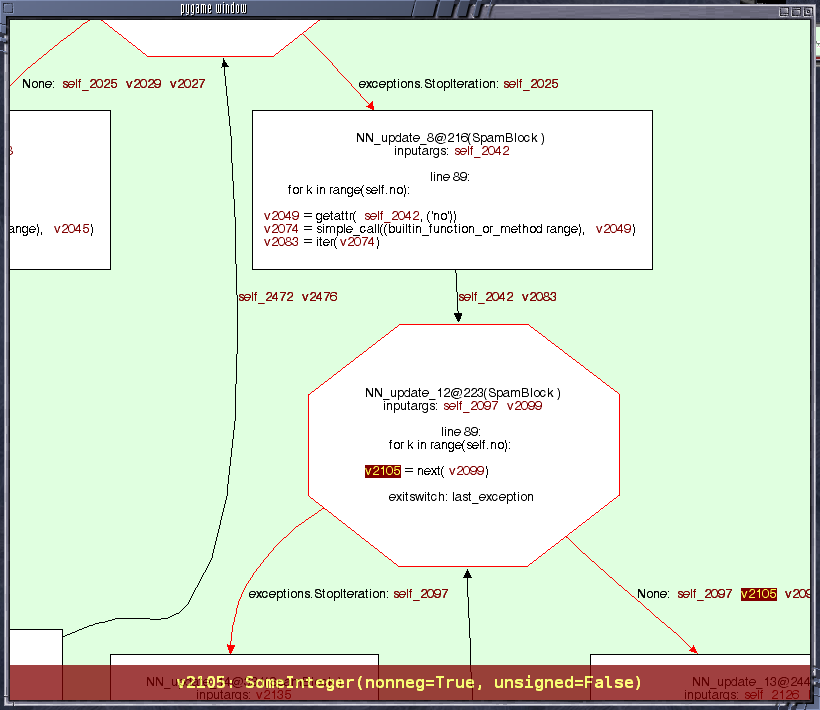 pygame window
None: self_2025 v2029 v2027
exceptions.StopIteration: self_2025
NN_update_8@216(SpamBlock )
inputargs: self_2042
line 89:
for k in range(self.no):
v2049 = getattr( self_2042, ('no'))
v2074 = simple_call((builtin_function_or_method range), v2049)
v2083 = iter( v2074)
ange), v2045)
self_2472 v2476
self_2042 v2083
NN_update_12@223(SpamBlock )
inputargs: self_2097 v2099
line 89:
for k in range(self.no):
v2105 = next( v2099)
exitswitch: last_exception
exceptions.StopIteration: self_2097
None: self_2097 v2105 v209
NN_update_13@244
v2105: SomeInteger(nonneg=True, unsigned=False)
inputargs: v2135
inputargs: self_2126